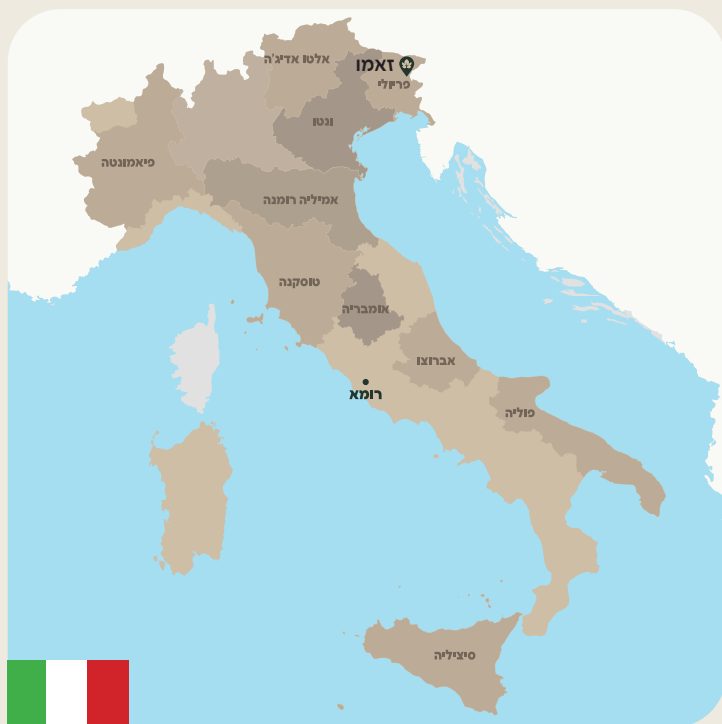 אלטו אדיג'ה
זאמו
פריולי
ונטו
פיאמונטה
אמיליה רומנה
טוסקנה
אומבריה
אברוצו
רומא
פוליה
סיציליה